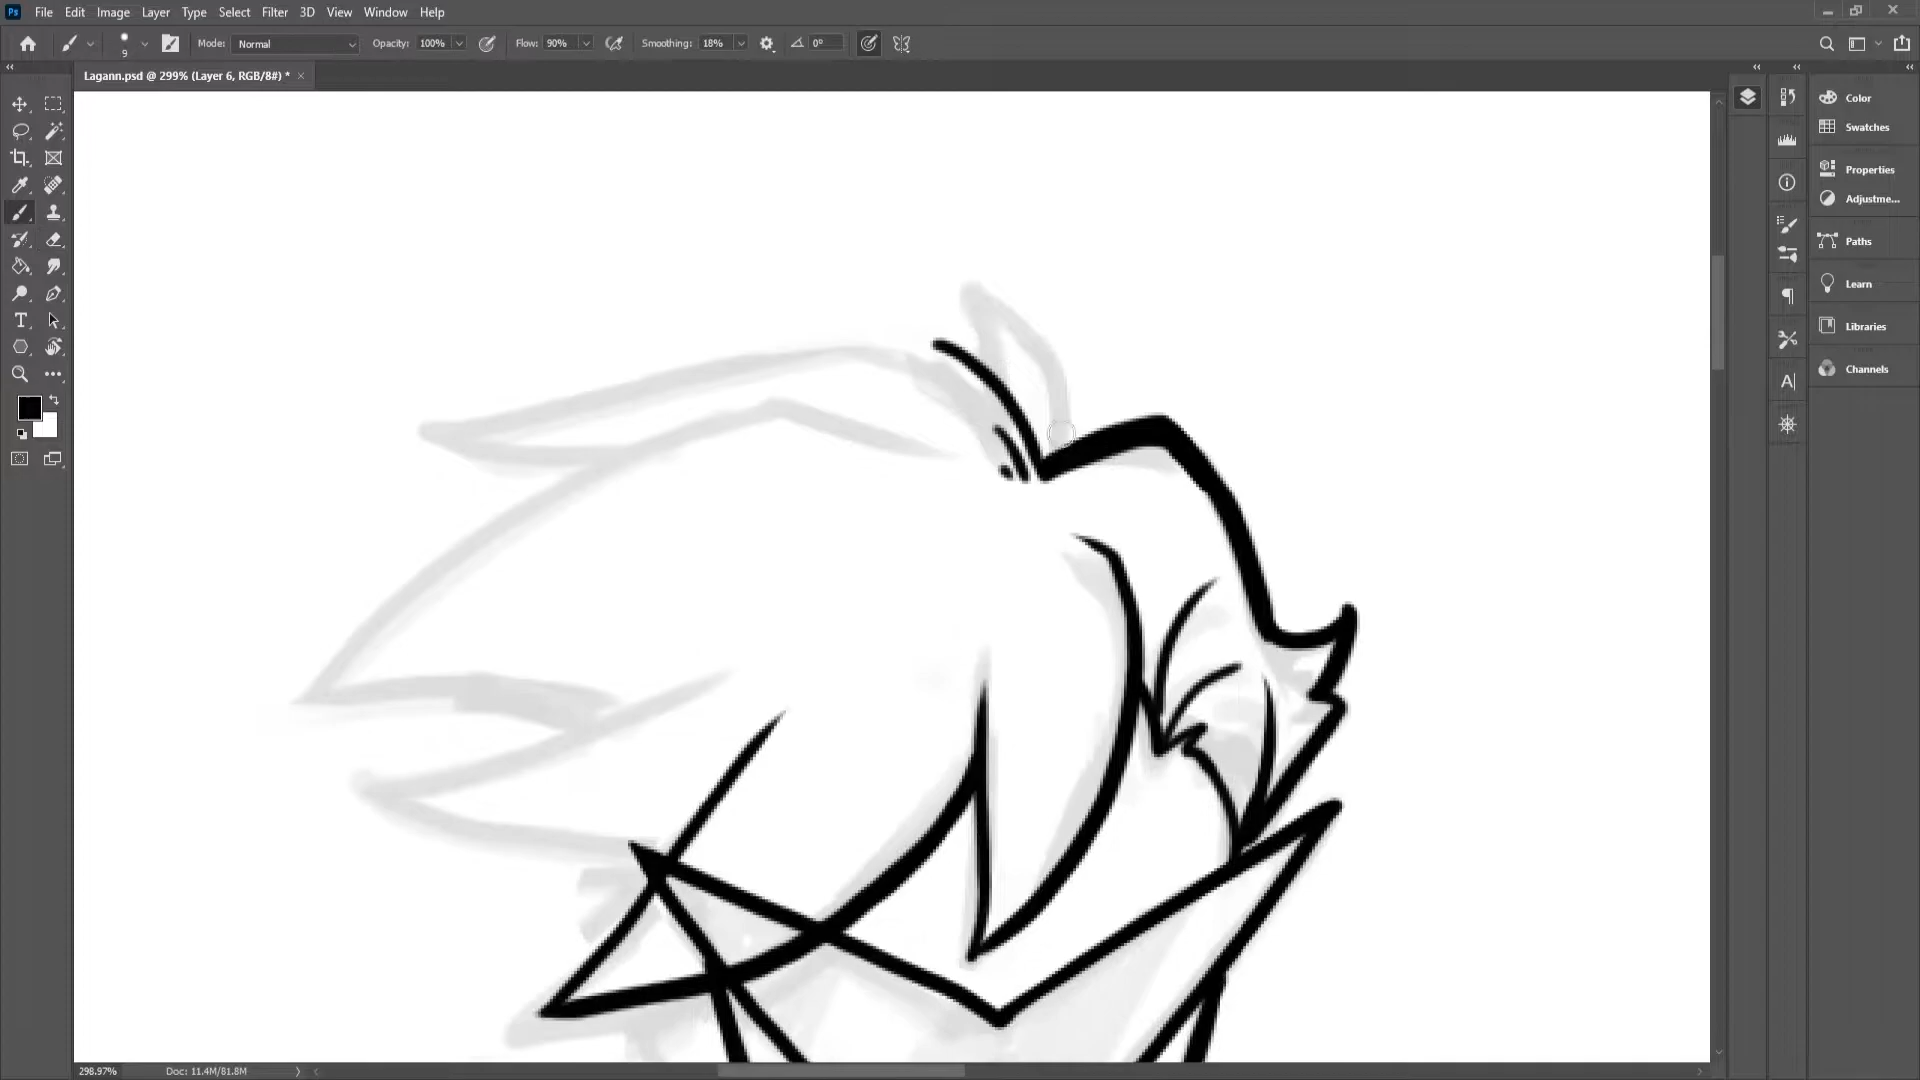 Ps File Edit Image Layer Type Select Filter 3D View Window Help
9 Mode: Normal Opacity: 100% Flow: 90% Smoothing: 18% 0°
Lagann.psd @ 299% (Layer 6, RGB/8#) * ×
Color
Swatches
Properties
Adjustme...
Paths
Learn
Libraries
Channels
298.97% Doc: 11.4M/81.8M